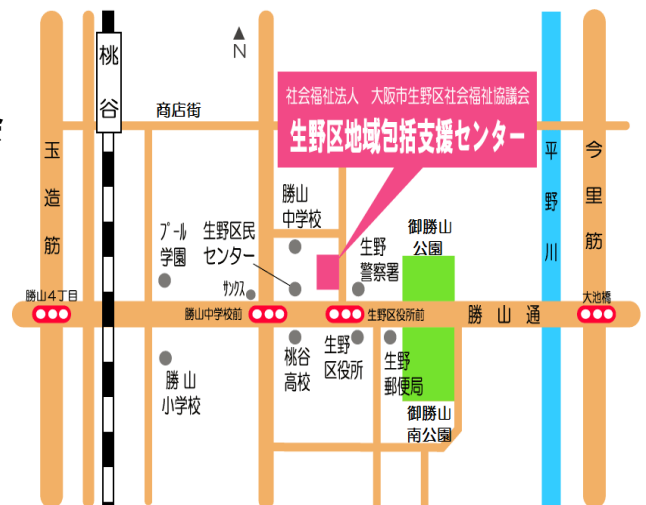 桃谷
N
商店街
社会福祉法人 大阪市生野区社会福祉協議会
生野区地域包括支援センター
玉造筋
平野川
今里筋
勝山
中学校
プール
学園
生野区民
センター
生野
警察署
御勝山
公園
サンクス
勝山4丁目
勝山中学校前
生野区役所前
勝山通
大池橋
桃谷
高校
生野
区役所
生野
郵便局
勝山
小学校
御勝山
南公園